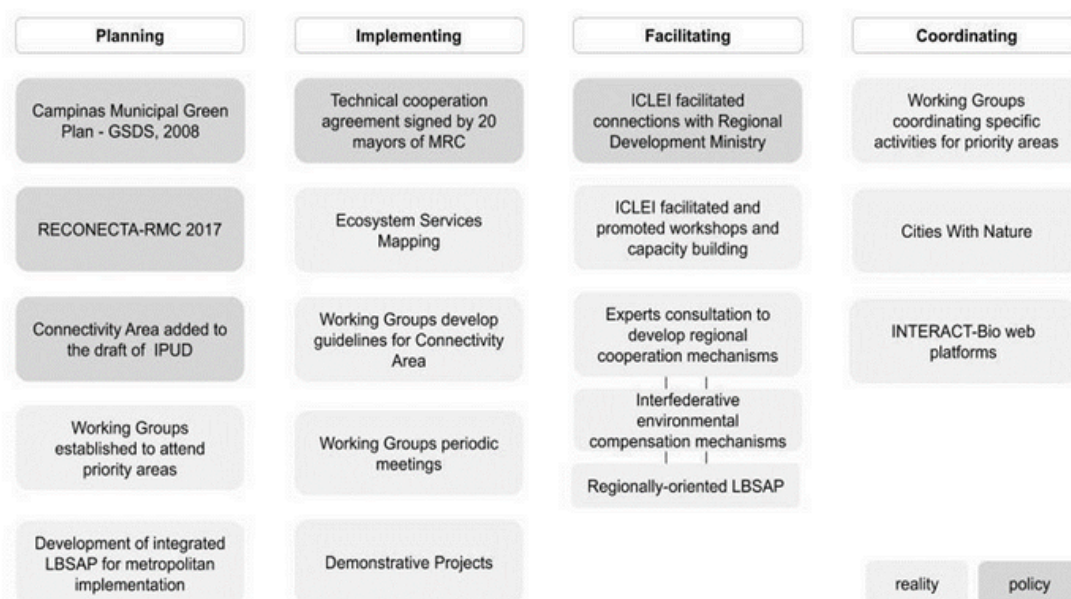 Planning
Campinas Municipal Green
Plan - GSDS, 2008
RECONECTA-RMC 2017
Connectivity Area added to
the draft of IPUD
Working Groups
established to attend
priority areas
Development of integrated
LBSAP for metropolitan
implementation
Implementing
Technical cooperation
agreement signed by 20
mayors of MRC
Ecosystem Services
Mapping
Working Groups develop
guidelines for Connectivity
Area
Working Groups periodic
meetings
Demonstrative Projects
Facilitating
ICLEI facilitated
connections with Regional
Development Ministry
ICLEI facilitated and
promoted workshops and
capacity building
Experts consultation to
develop regional
cooperation mechanisms
Interfederative
environmental
compensation mechanisms
Regionally-oriented LBSAP
Coordinating
Working Groups
coordinating specific
activities for priority areas
Cities With Nature
INTERACT-Bio web
platforms
reality
policy